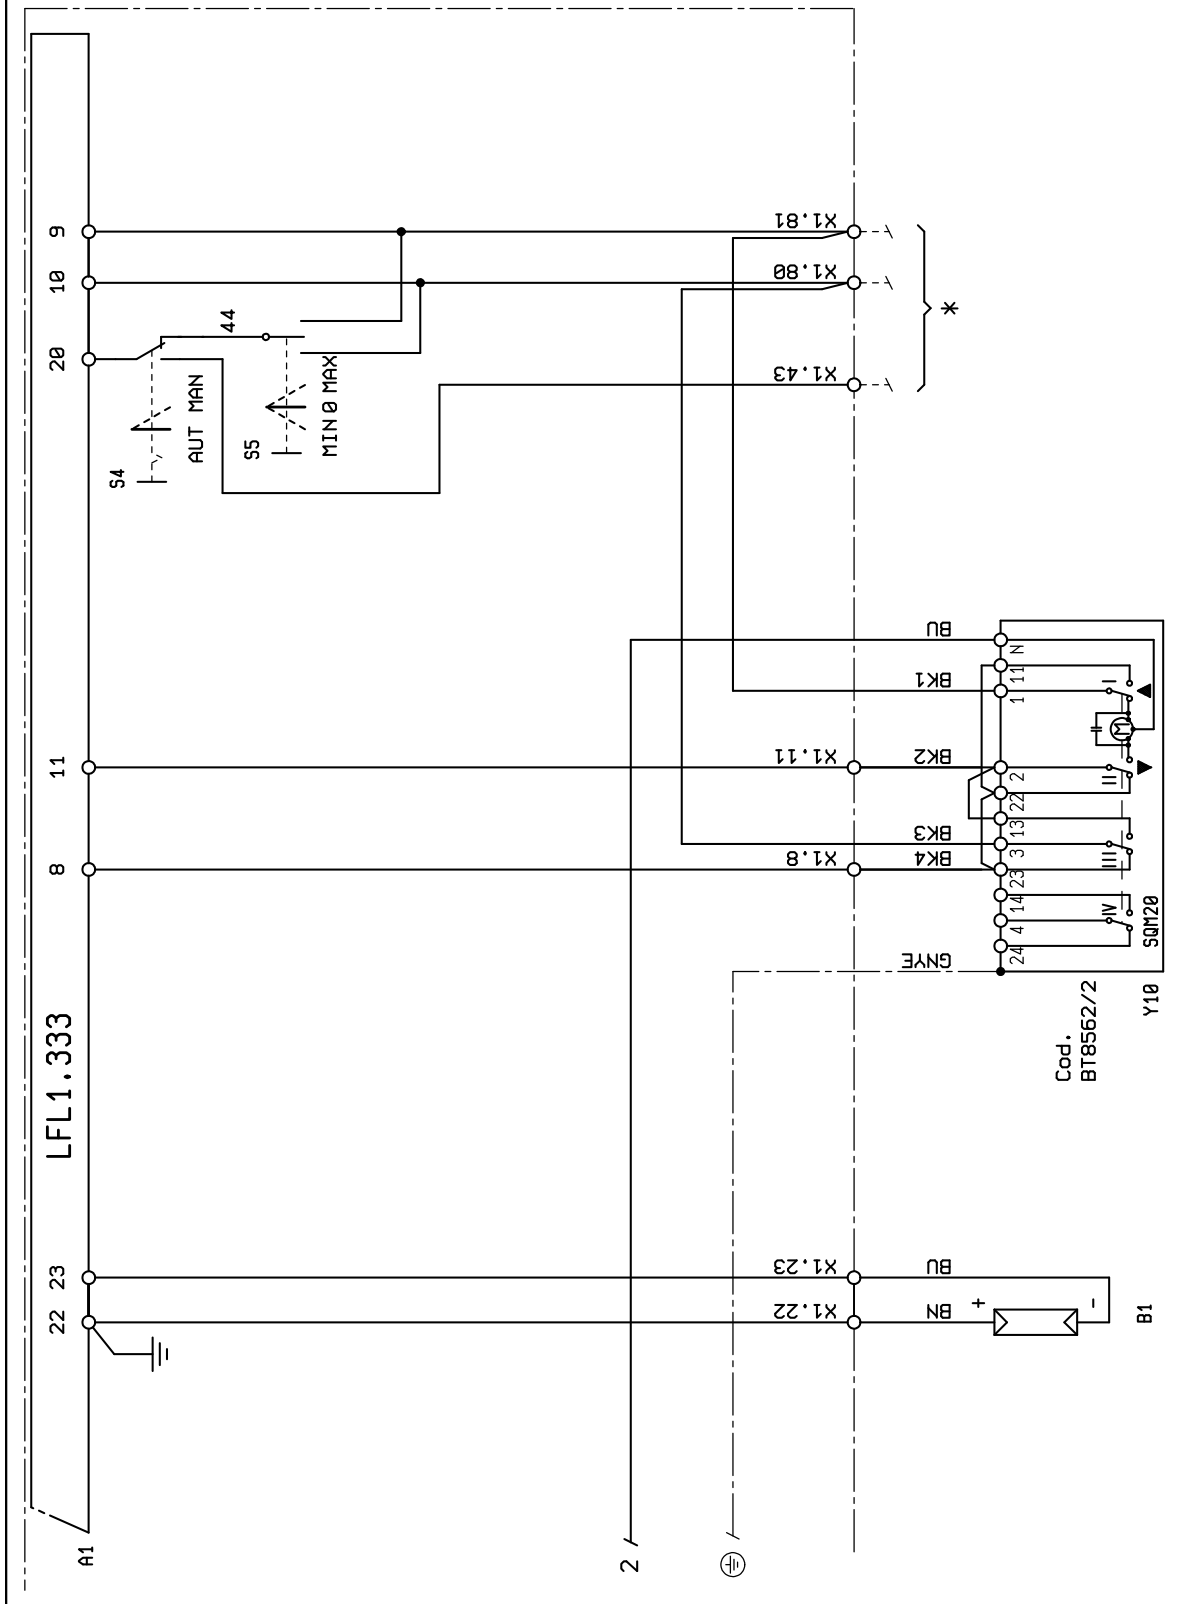 9
10
20
11
8
LFL1.333
23
22
A1
44
S4
AUT MAN
S5
MIN 0 MAX
X1.81
X1.80
X1.43
*
X1.11
X1.8
X1.23
X1.22
BU
BK1
BK2
BK3
BK4
GNYE
BU
BN
N
11
1
2
22
13
3
23
14
4
24
I
II
III
IV
M
SQM20
Y10
Cod.
BT8562/2
+
-
B1
2